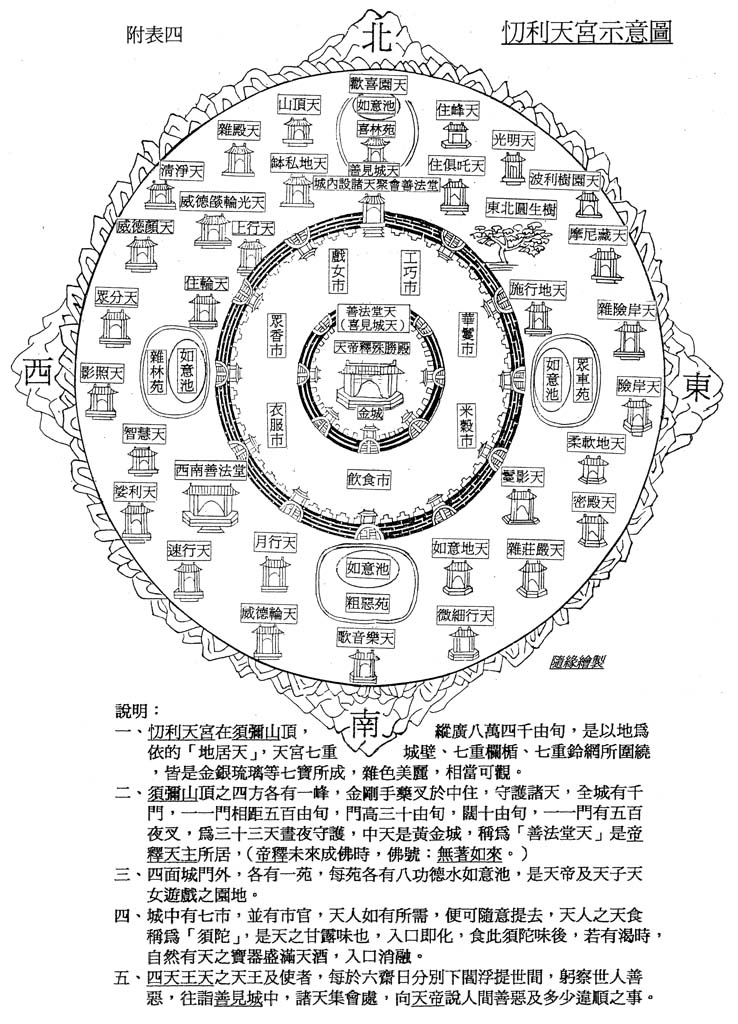 附表四
忉利天宮示意圖
北
歡喜園天
如意池
喜林苑
善見城天
城內設諸天聚會善法堂
山頂天
住峰天
雜殿天
光明天
清淨天
鉢私地天
住俱吒天
波利樹園天
威德燄輪光天
東北圓生樹
威德顏天
上行天
摩尼藏天
戲女市
工巧市
住輪天
施行地天
眾分天
雜險岸天
善法堂天
(喜見城天)
眾香市
華鬘市
天帝釋殊勝殿
金城
雜林苑
如意池
如意池
眾車苑
西
東
影照天
險岸天
衣服市
米穀市
智慧天
柔軟地天
西南善法堂
飲食市
鬘影天
娑利天
密殿天
速行天
月行天
如意池
粗惡苑
如意地天
雜莊嚴天
威德輪天
歌音樂天
微細行天
隨緣繪製
南
說明：
一、忉利天宮在須彌山頂， 縱廣八萬四千由旬，是以地為
依的「地居天」，天宮七重 城壁、七重欄楯、七重鈴網所圍繞
，皆是金銀琉璃等七寶所成，雜色美麗，相當可觀。
二、須彌山頂之四方各有一峰，金剛手藥叉於中住，守護諸天，全城有千
門，一一門相距五百由旬，門高三十由旬，闊十由旬，一一門有五百
夜叉，為三十三天晝夜守護，中天是黃金城，稱為「善法堂天」是帝
釋天主所居，(帝釋未來成佛時，佛號：無著如來。)
三、四面城門外，各有一苑，每苑各有八功德水如意池，是天帝及天子天
女遊戲之園地。
四、城中有七市，並有市官，天人如有所需，便可隨意提去，天人之天食
稱為「須陀」，是天之甘露味也，入口即化，食此須陀味後，若有渴時，
自然有天之寶器盛滿天酒，入口消融。
五、四天王天之天王及使者，每於六齋日分別下閻浮提世間，躬察世人善
惡，往詣善見城中，諸天集會處，向天帝說人間善惡及多少違順之事。